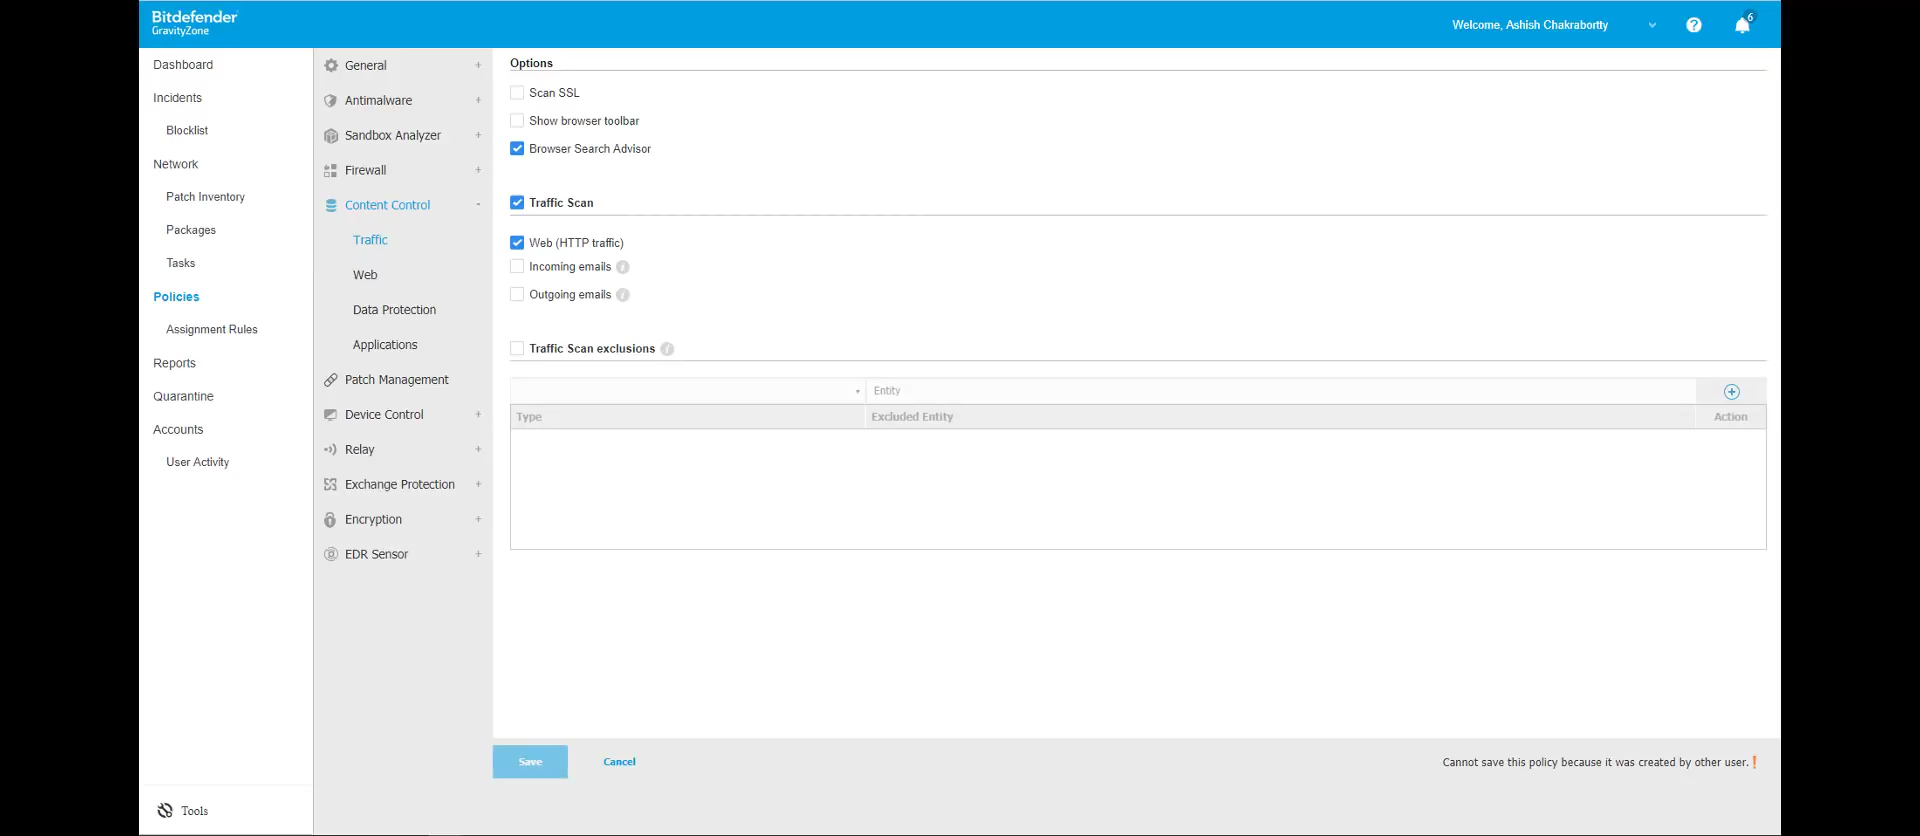 Bitdefender
GravityZone
Welcome, Ashish Chakrabortty
6
Dashboard
Incidents
Blocklist
Network
Patch Inventory
Packages
Tasks
Policies
Assignment Rules
Reports
Quarantine
Accounts
User Activity
Tools
General +
Antimalware +
Sandbox Analyzer +
Firewall +
Content Control -
Traffic
Web
Data Protection
Applications
Patch Management
Device Control +
Relay +
Exchange Protection +
Encryption +
EDR Sensor +
Options
Scan SSL
Show browser toolbar
Browser Search Advisor
Traffic Scan
Web (HTTP traffic)
Incoming emails
Outgoing emails
Traffic Scan exclusions
Entity
Type Excluded Entity Action
Save Cancel Cannot save this policy because it was created by other user. !